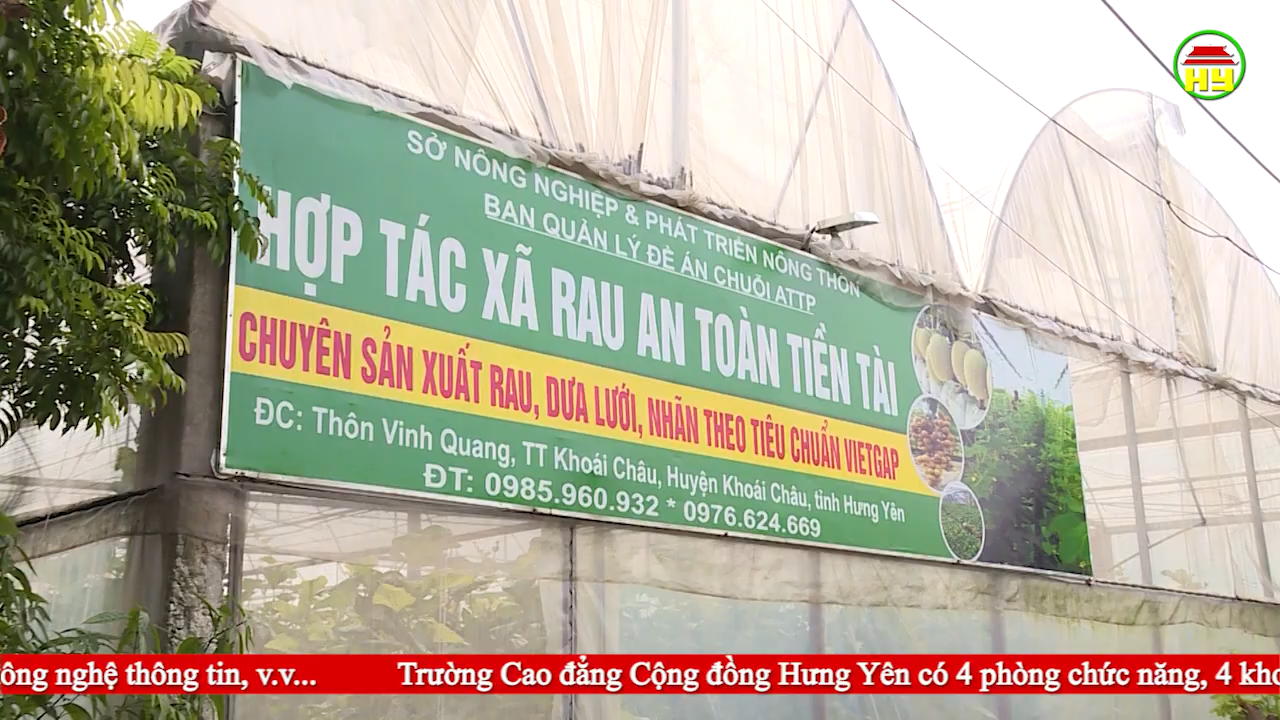 HY
SỞ NÔNG NGHIỆP & PHÁT TRIỂN NÔNG THÔN
BAN QUẢN LÝ ĐỀ ÁN CHUỖI ATTP
HỢP TÁC XÃ RAU AN TOÀN TIỀN TÀI
CHUYÊN SẢN XUẤT RAU, DƯA LƯỚI, NHÃN THEO TIÊU CHUẨN VIETGAP
ĐC: Thôn Vinh Quang, TT Khoái Châu, Huyện Khoái Châu, tỉnh Hưng Yên
ĐT: 0985.960.932 * 0976.624.669
nghệ thông tin, v.v... Trường Cao đẳng Cộng đồng Hưng Yên có 4 phòng chức năng, 4